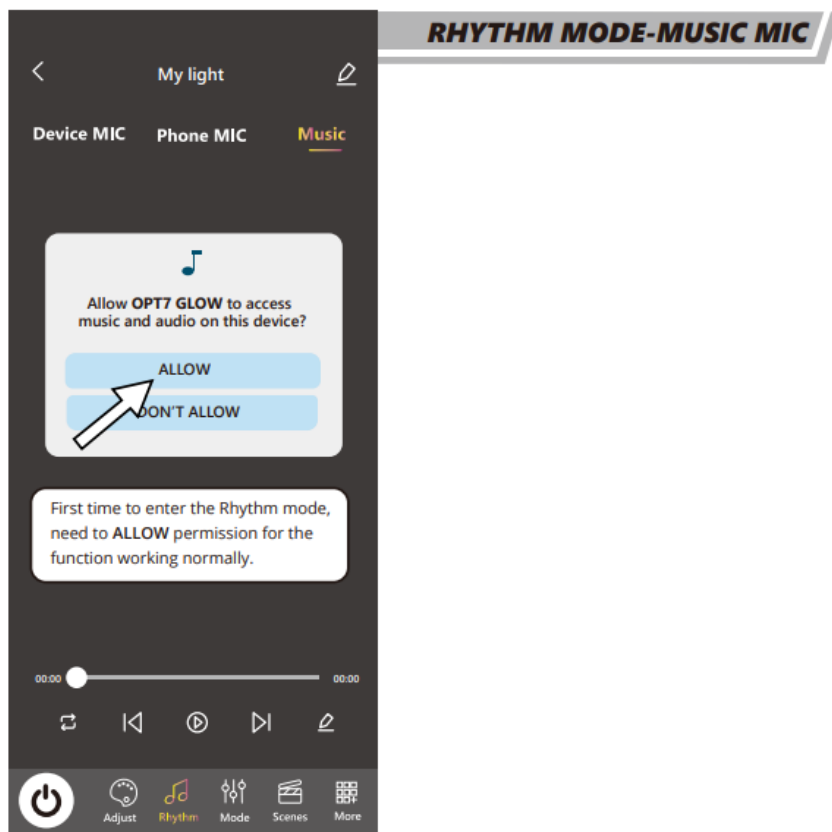 RHYTHM MODE-MUSIC MIC
My light
Device MIC Phone MIC Music
Allow OPT7 GLOW to access
music and audio on this device?
ALLOW
DON'T ALLOW
First time to enter the Rhythm mode,
need to ALLOW permission for the
function working normally.
00:00 00:00
Adjust Rhythm Mode Scenes More